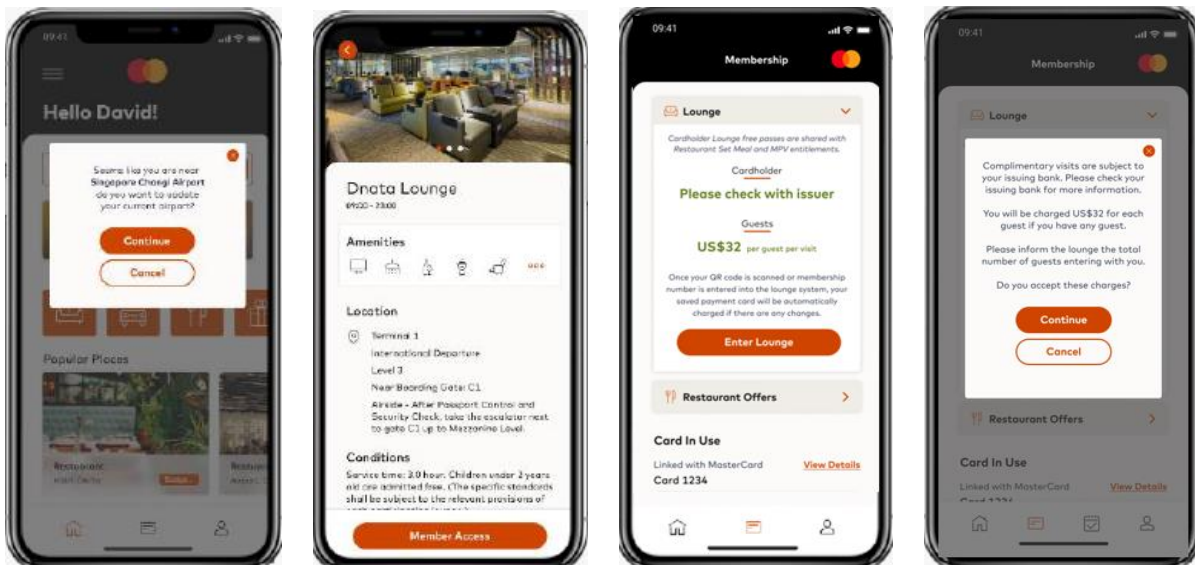 09:41
Hello David!
Seems like you are near
Singapore Changi Airport
do you want to update
your current airport?
Continue
Cancel
Popular Places
Restaurant
Dnata Lounge
09:00 - 23:00
Amenities
Location
Terminal 1
International Departure
Level 3
Near Boarding Gate: C1
Airside - After Passport Control and
Security Check, take the escalator next
to gate C1 up to Mezzanine Level.
Conditions
Service time: 3.0 hour. Children under 2 years
old are admitted free. (The specific standards
shall be subject to the relevant provisions of
Member Access
09:41
Membership
Lounge
Cardholder Lounge free passes are shared with
Restaurant Set Meal and MPV entitlements.
Cardholder
Please check with issuer
Guests
US$32 per guest per visit
Once your QR code is scanned or membership
number is entered into the lounge system, your
saved payment card will be automatically
charged if there are any changes.
Enter Lounge
Restaurant Offers
Card In Use
Linked with MasterCard View Details
Card 1234
09:41
Membership
Lounge
Complimentary visits are subject to
your issuing bank. Please check your
issuing bank for more information.
You will be charged US$32 for each
guest if you have any guest.
Please inform the lounge the total
number of guests entering with you.
Do you accept these charges?
Continue
Cancel
Restaurant Offers
Card In Use
Linked with MasterCard View Details
Card 1234